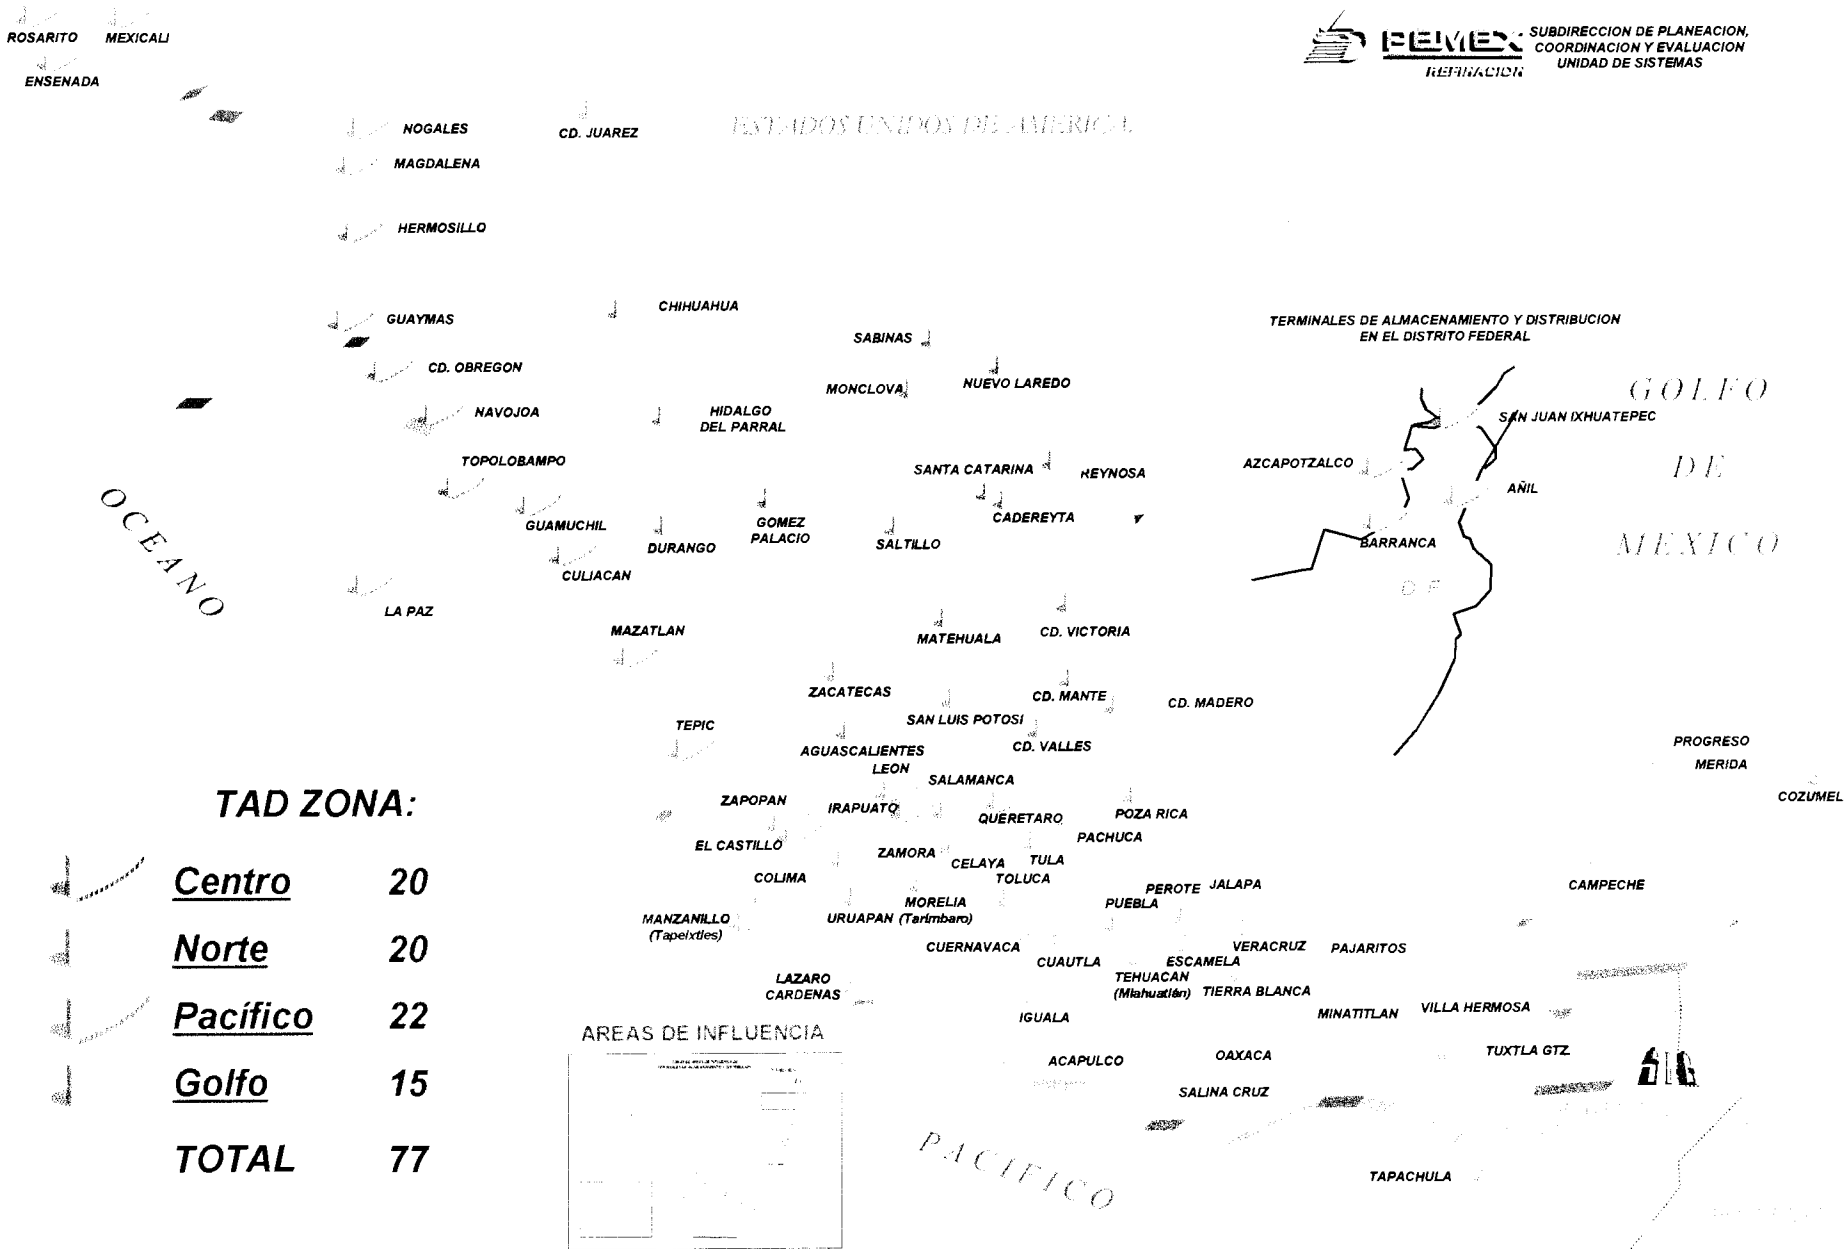 ROSARITO
MEXICALI
ENSENADA
PEMEX
REFINACION
SUBDIRECCION DE PLANEACION,
COORDINACION Y EVALUACION
UNIDAD DE SISTEMAS
NOGALES
CD. JUAREZ
ESTADOS UNIDOS DE AMERICA
MAGDALENA
HERMOSILLO
CHIHUAHUA
GUAYMAS
SABINAS
TERMINALES DE ALMACENAMIENTO Y DISTRIBUCION
EN EL DISTRITO FEDERAL
CD. OBREGON
MONCLOVA
NUEVO LAREDO
GOLFO
DE
MEXICO
NAVOJOA
HIDALGO
DEL PARRAL
SAN JUAN IXHUATEPEC
TOPOLOBAMPO
SANTA CATARINA
REYNOSA
AZCAPOTZALCO
AÑIL
OCEANO
GUAMUCHIL
DURANGO
GOMEZ
PALACIO
SALTILLO
CADEREYTA
BARRANCA
D F
CULIACAN
LA PAZ
MAZATLAN
MATEHUALA
CD. VICTORIA
ZACATECAS
CD. MANTE
CD. MADERO
TEPIC
SAN LUIS POTOSI
AGUASCALIENTES
CD. VALLES
PROGRESO
MERIDA
COZUMEL
LEON
SALAMANCA
ZAPOPAN
IRAPUATO
QUERETARO
POZA RICA
PACHUCA
EL CASTILLO
ZAMORA
CELAYA
TULA
COLIMA
TOLUCA
PEROTE
JALAPA
CAMPECHE
MANZANILLO
(Tapeixtles)
URUAPAN
MORELIA
(Tarimbaro)
PUEBLA
CUERNAVACA
CUAUTLA
VERACRUZ
PAJARITOS
ESCAMELA
LAZARO
CARDENAS
TEHUACAN
(Miahuatlán)
TIERRA BLANCA
IGUALA
MINATITLAN
VILLA HERMOSA
ACAPULCO
OAXACA
TUXTLA GTZ.
SALINA CRUZ
SIG
TAPACHULA
PACIFICO
TAD ZONA:
Centro 20
Norte 20
Pacífico 22
Golfo 15
TOTAL 77
AREAS DE INFLUENCIA